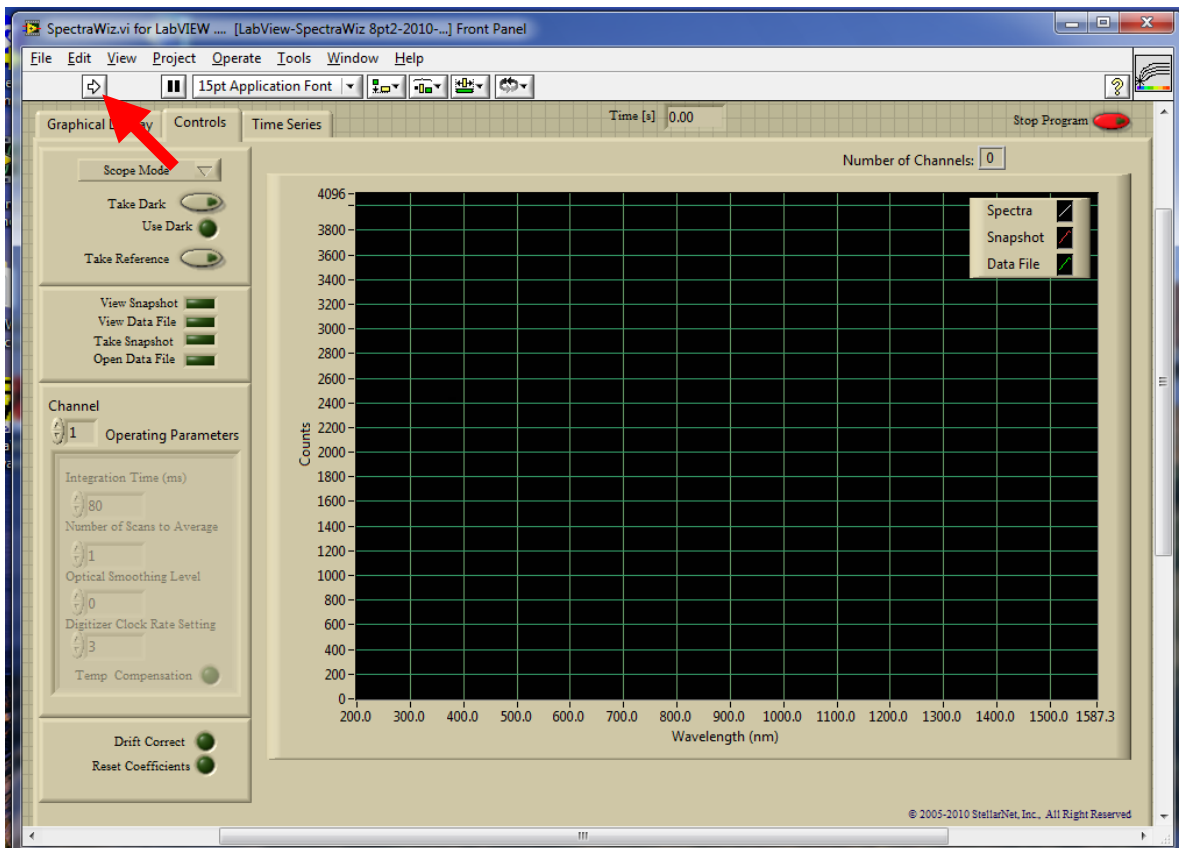 SpectraWiz.vi for LabVIEW .... [LabView-SpectraWiz 8pt2-2010-...] Front Panel
File Edit View Project Operate Tools Window Help
15pt Application Font
?
Graphical Controls Time Series
Time [s] 0.00
Stop Program
Number of Channels: 0
Scope Mode
Take Dark
Use Dark
Take Reference
View Snapshot
View Data File
Take Snapshot
Open Data File
Channel
1 Operating Parameters
Integration Time (ms)
80
Number of Scans to Average
1
Optical Smoothing Level
0
Digitizer Clock Rate Setting
3
Temp Compensation
Drift Correct
Reset Coefficients
Spectra
Snapshot
Data File
Counts
4096
3800
3600
3400
3200
3000
2800
2600
2400
2200
2000
1800
1600
1400
1200
1000
800
600
400
200
0
200.0 300.0 400.0 500.0 600.0 700.0 800.0 900.0 1000.0 1100.0 1200.0 1300.0 1400.0 1500.0 1587.3
Wavelength (nm)
© 2005-2010 StellarNet, Inc., All Right Reserved